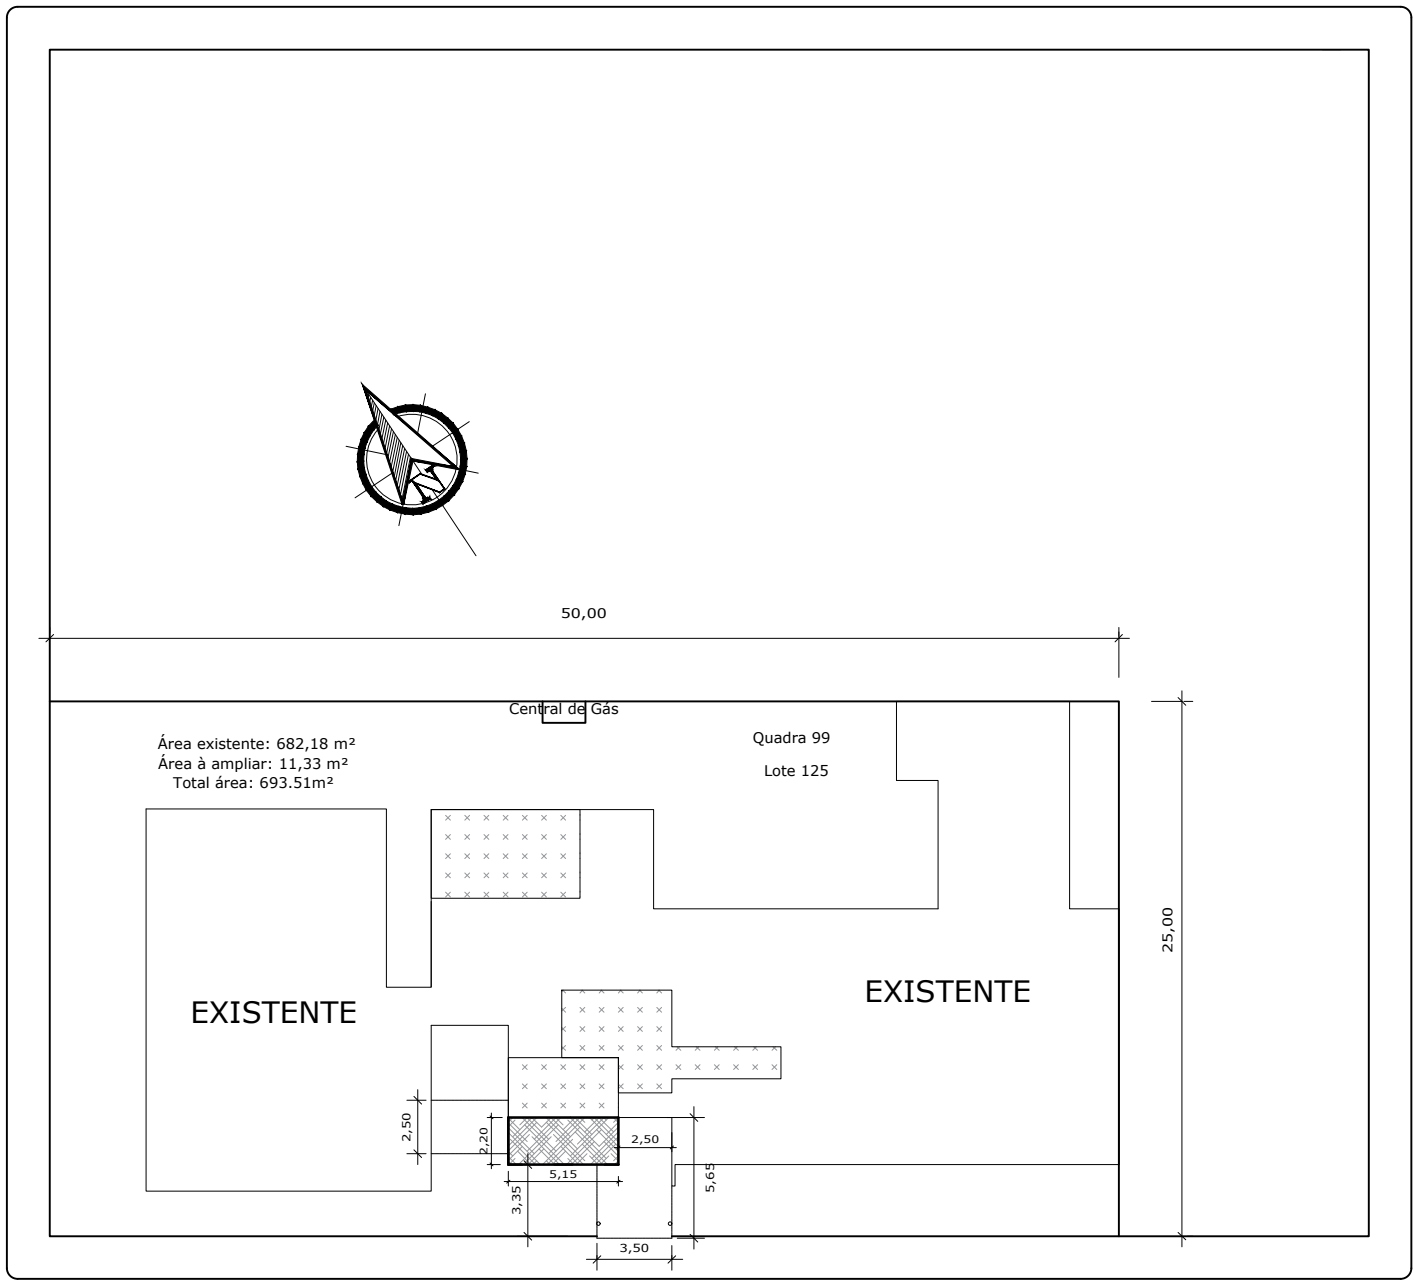 N
50,00
Central de Gás
Área existente: 682,18 m²
Área à ampliar: 11,33 m²
Total área: 693.51m²
Quadra 99
Lote 125
25,00
EXISTENTE
EXISTENTE
2,50
2,20
2,50
5,15
5,65
3,35
3,50